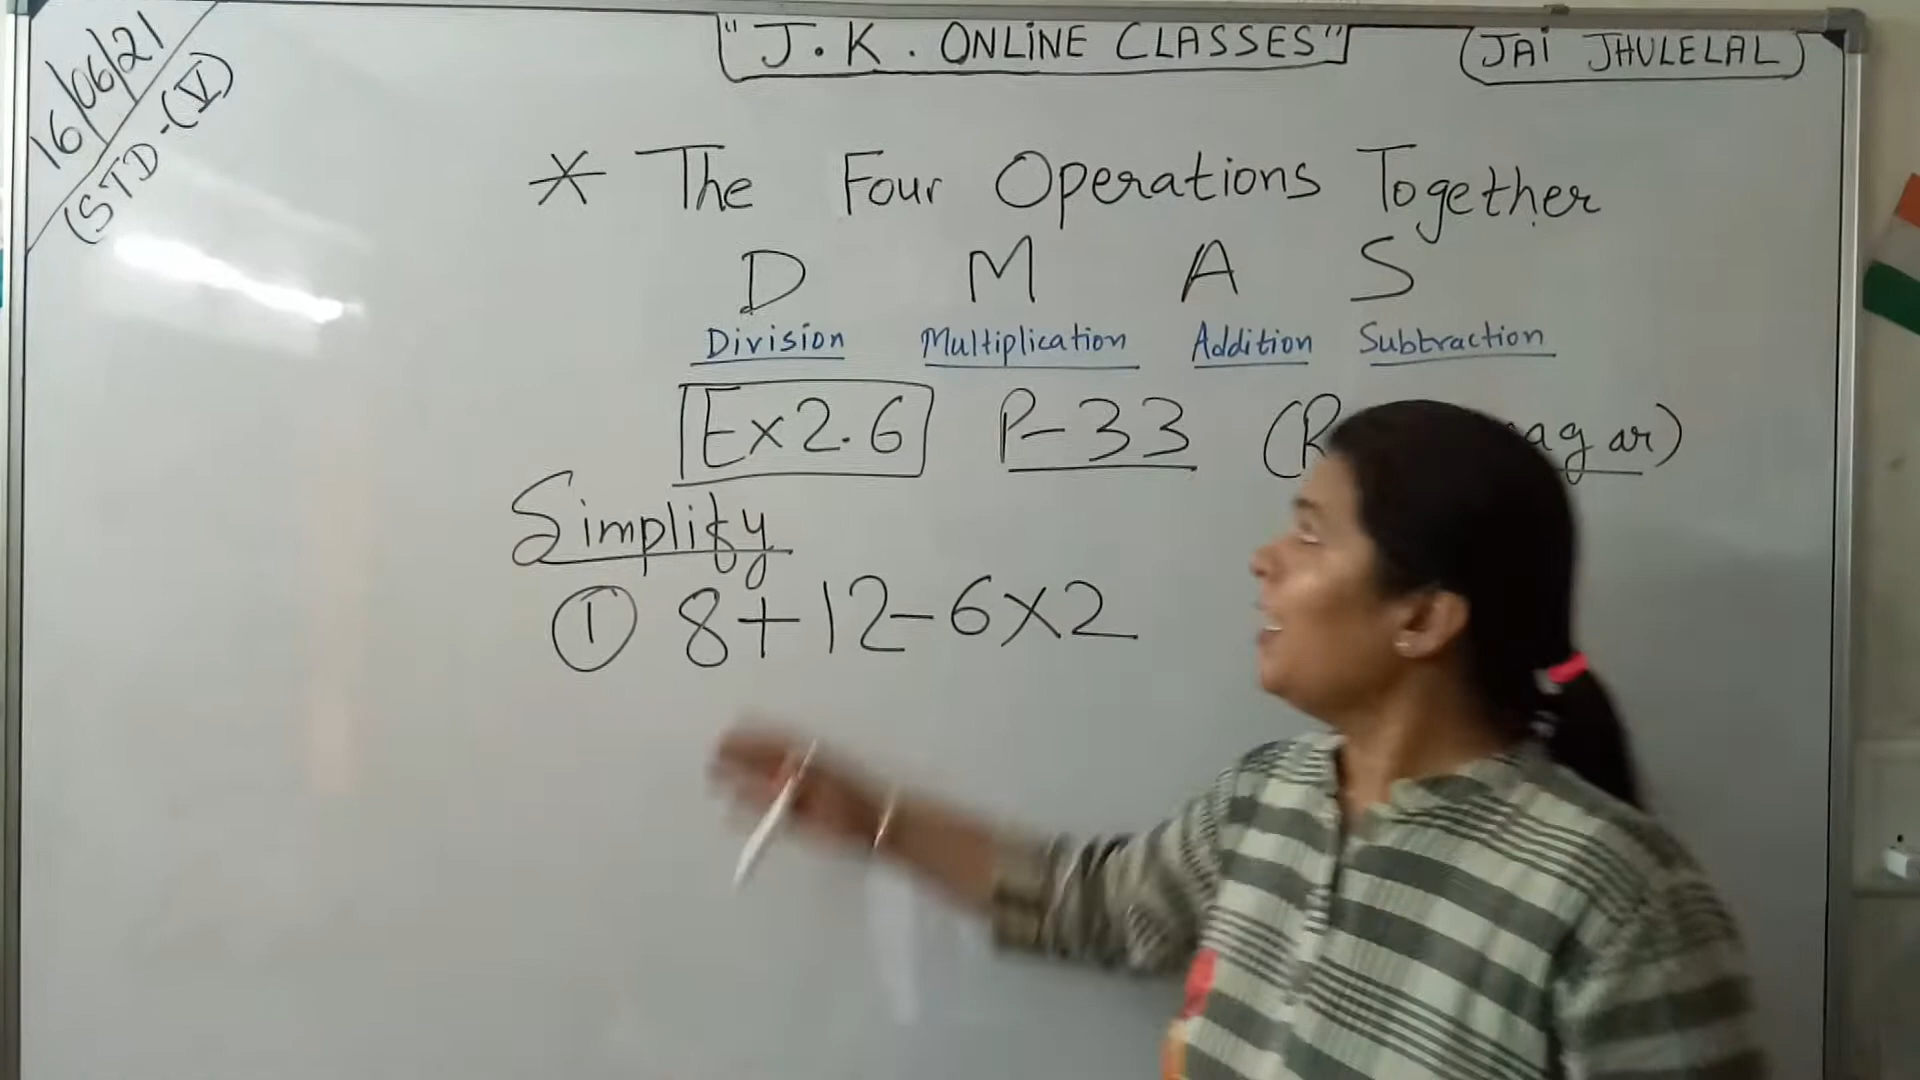 16/06/21
(STD-(V)
"J.K. ONLINE CLASSES"
(JAI JHULELAL)
* The Four Operations Together
D M A S
Division Multiplication Addition Subtraction
Ex 2.6 P-33
Simplify
① 8+12-6×2